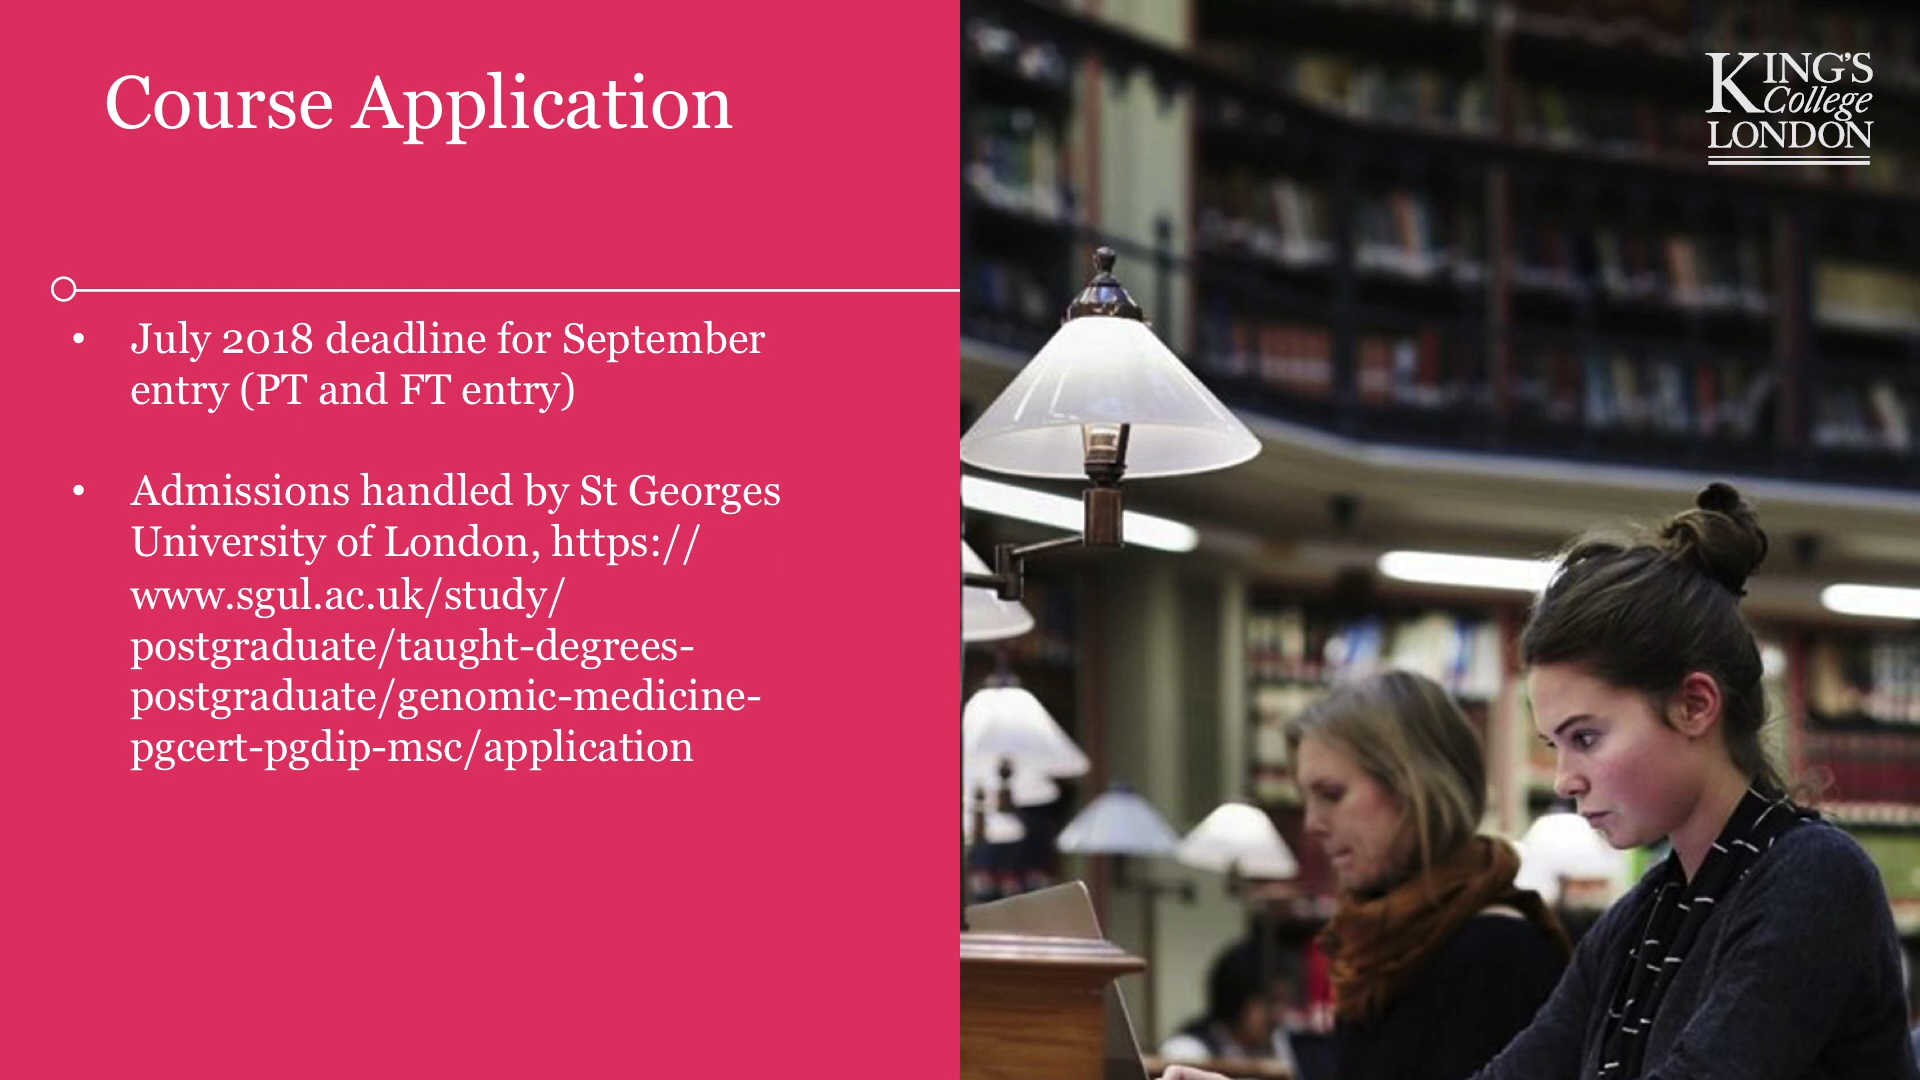 Course Application
KING'S
College
LONDON
• July 2018 deadline for September
entry (PT and FT entry)
• Admissions handled by St Georges
University of London, https://
www.sgul.ac.uk/study/
postgraduate/taught-degrees-
postgraduate/genomic-medicine-
pgcert-pgdip-msc/application